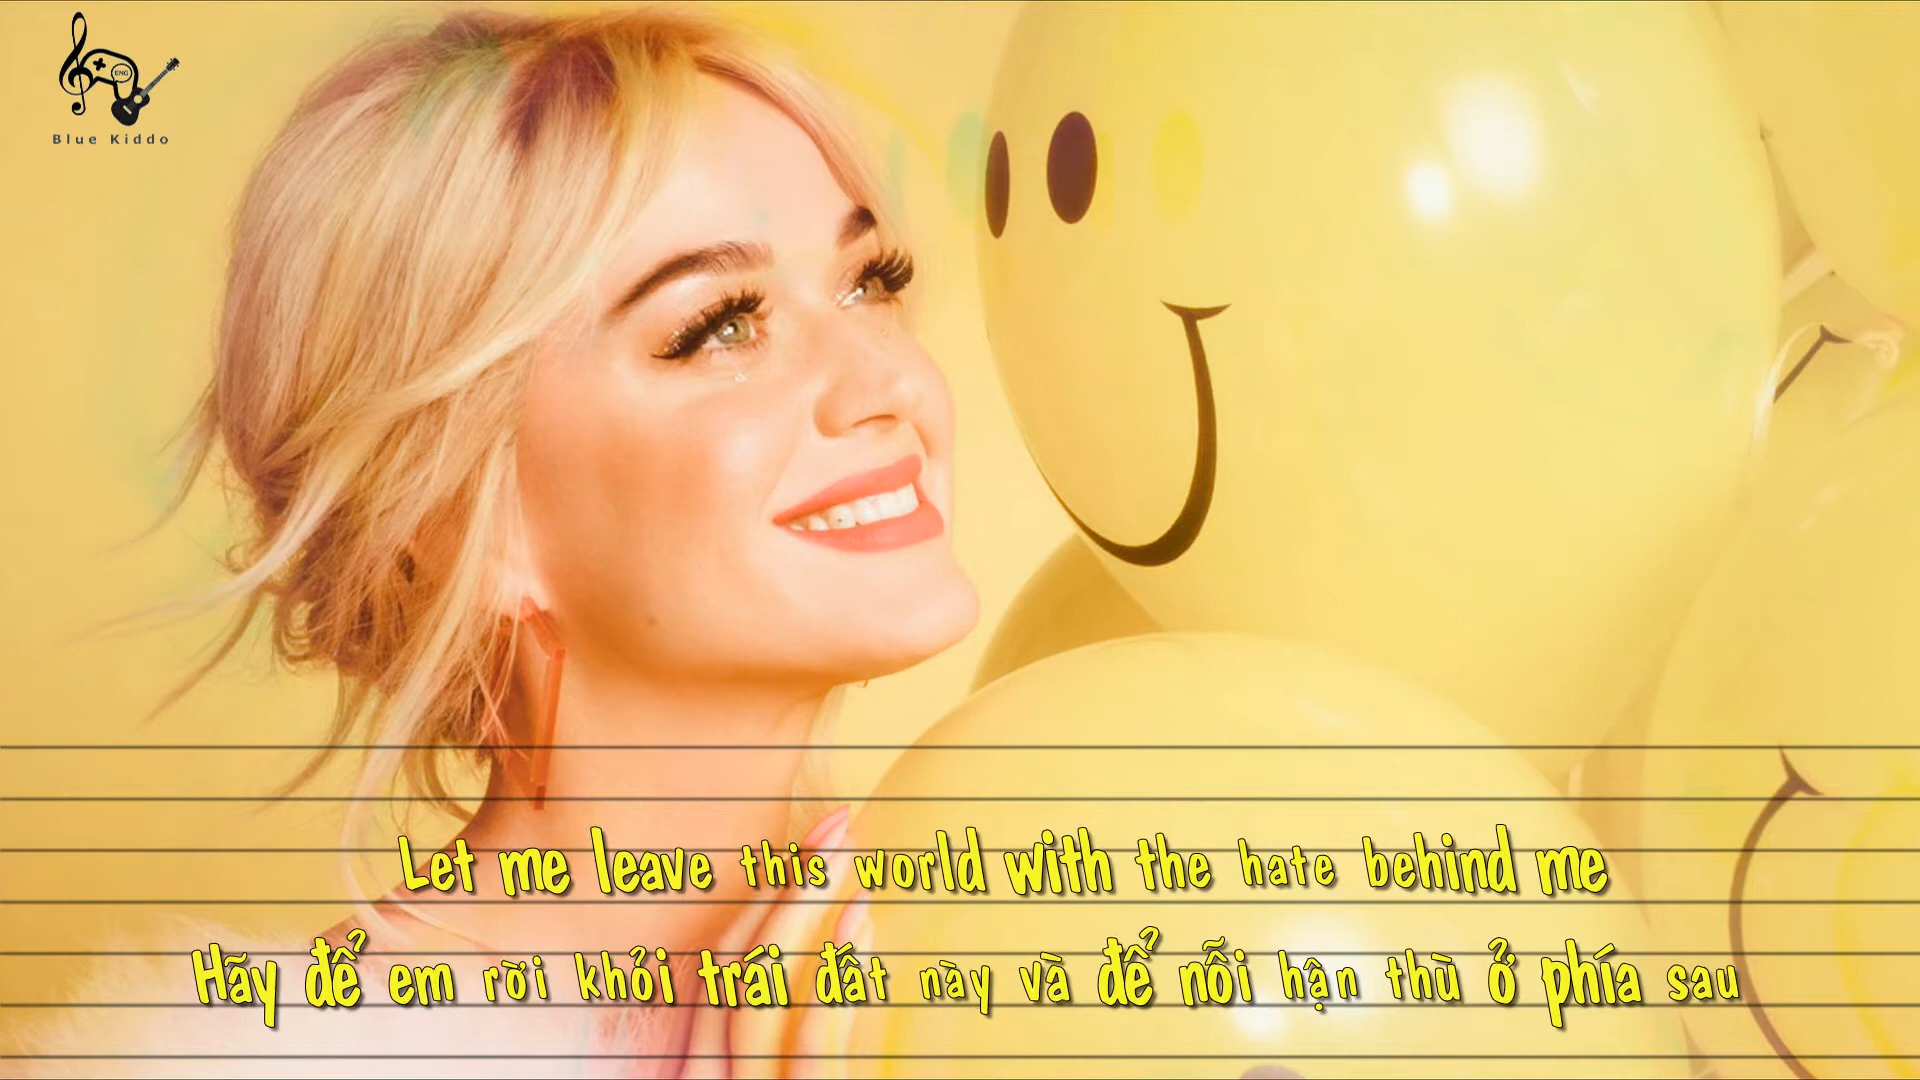 ENG
Blue Kiddo
Let me leave this world with the hate behind me
Hãy để em rời khỏi trái đất này và để nỗi hận thù ở phía sau